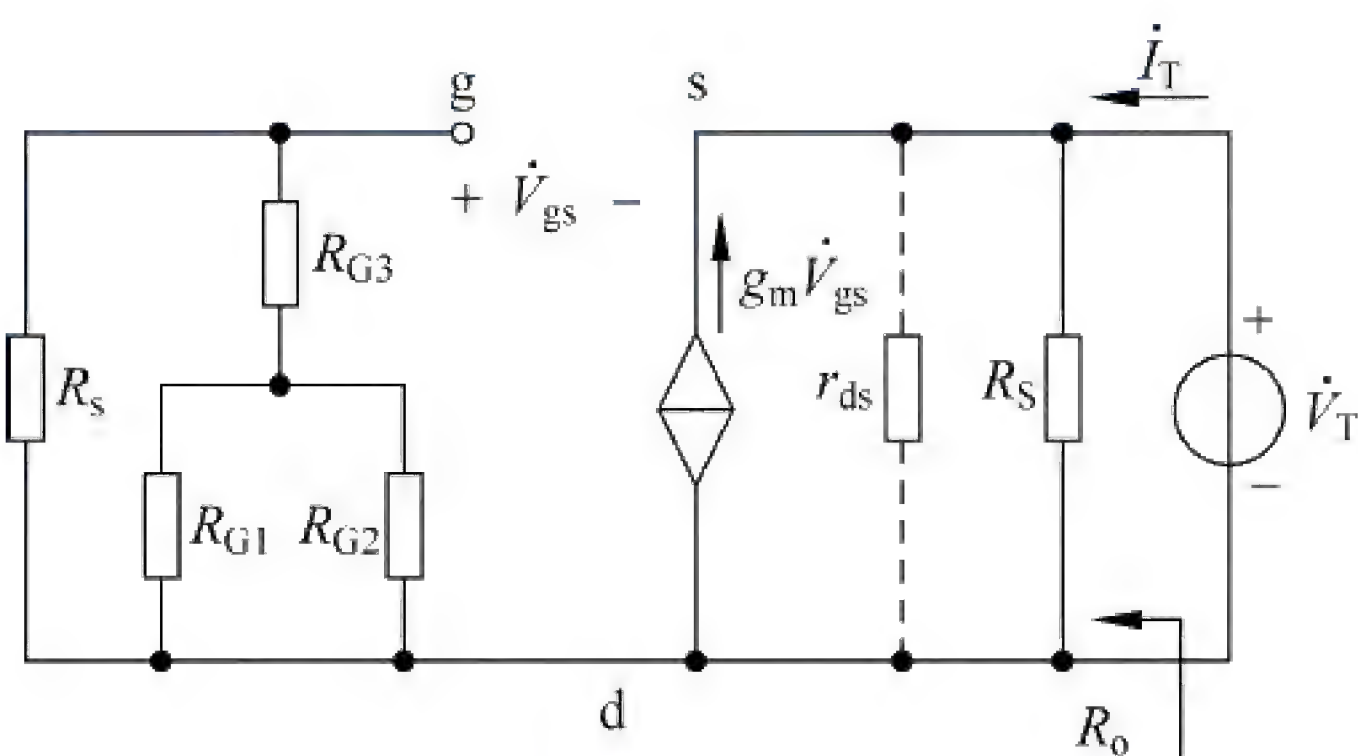 g
s
İ_T
+ V̇_gs −
R_G3
g_m V̇_gs
+
R_s
r_ds
R_S
V̇_T
−
R_G1
R_G2
d
R_o